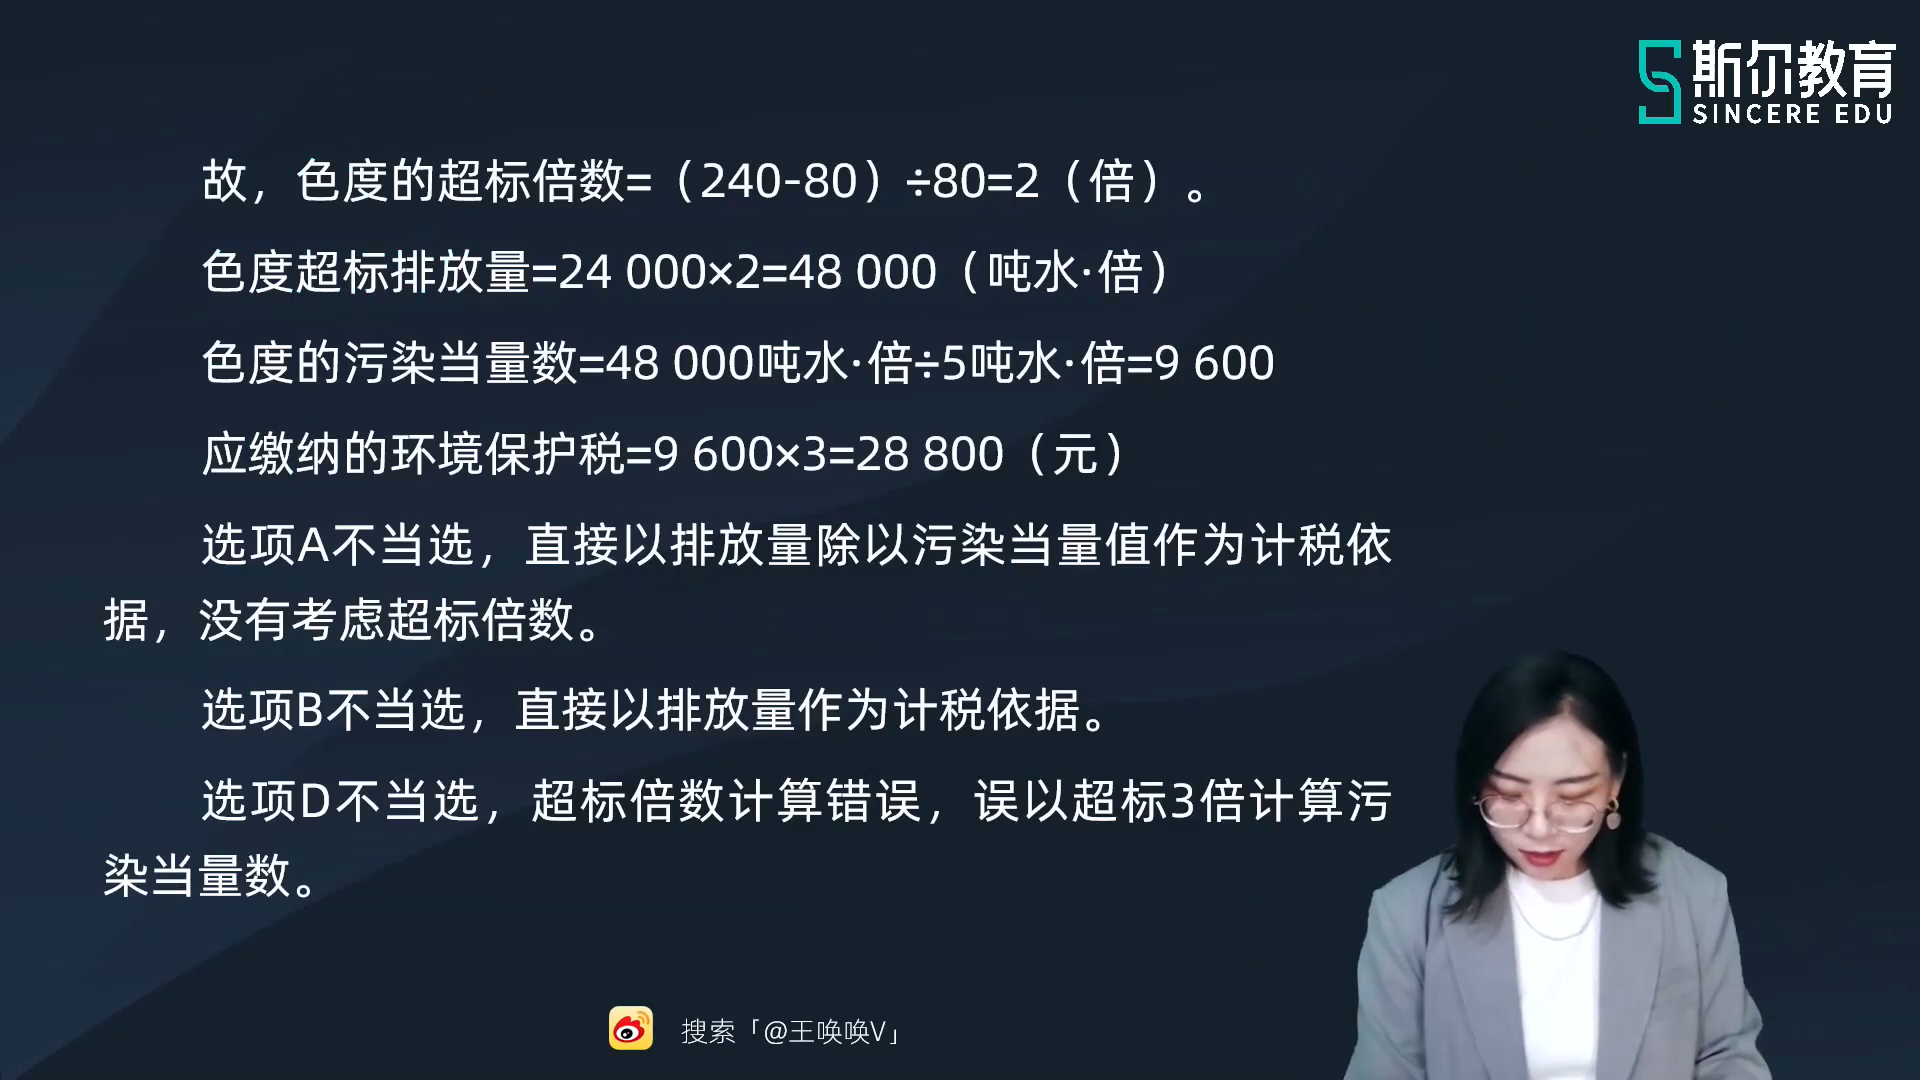 斯尔教育
SINCERE EDU
故，色度的超标倍数=（240-80）÷80=2（倍）。
色度超标排放量=24 000×2=48 000（吨水·倍）
色度的污染当量数=48 000吨水·倍÷5吨水·倍=9 600
应缴纳的环境保护税=9 600×3=28 800（元）
选项A不当选，直接以排放量除以污染当量值作为计税依
据，没有考虑超标倍数。
选项B不当选，直接以排放量作为计税依据。
选项D不当选，超标倍数计算错误，误以超标3倍计算污
染当量数。
搜索「@王唤唤V」